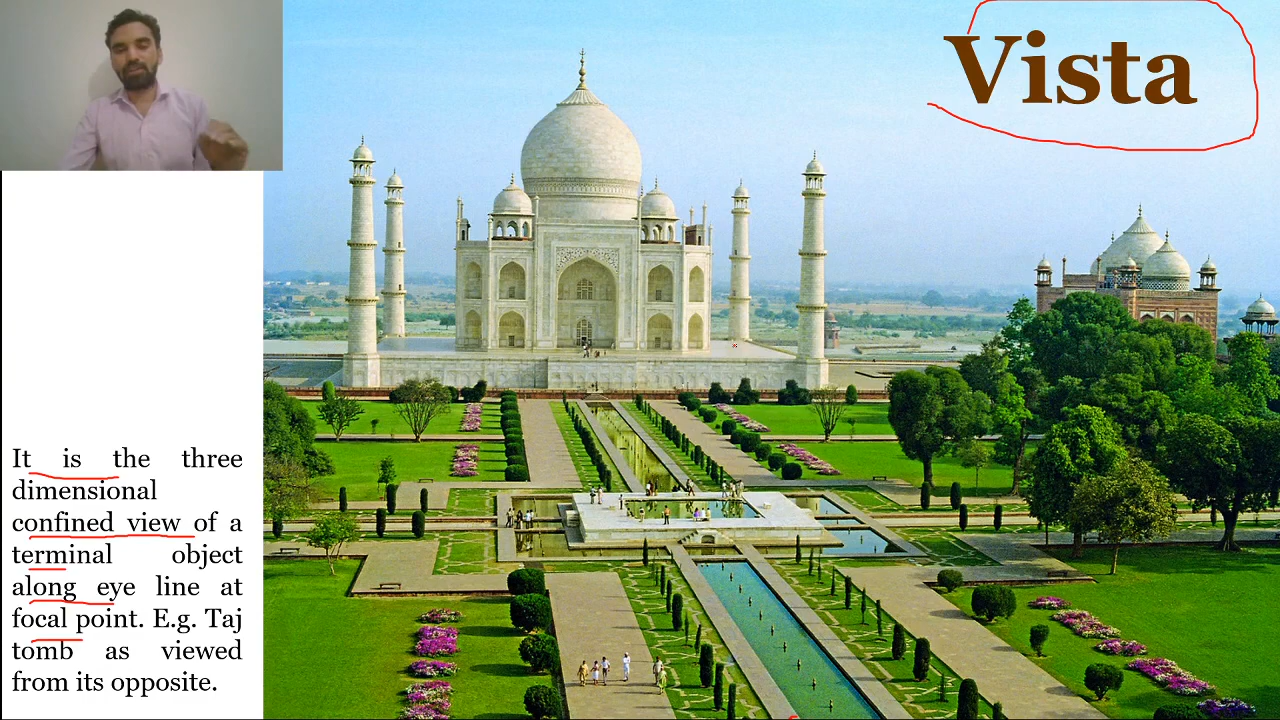 Vista
It is the three
dimensional
confined view of a
terminal object
along eye line at
focal point. E.g. Taj
tomb as viewed
from its opposite.